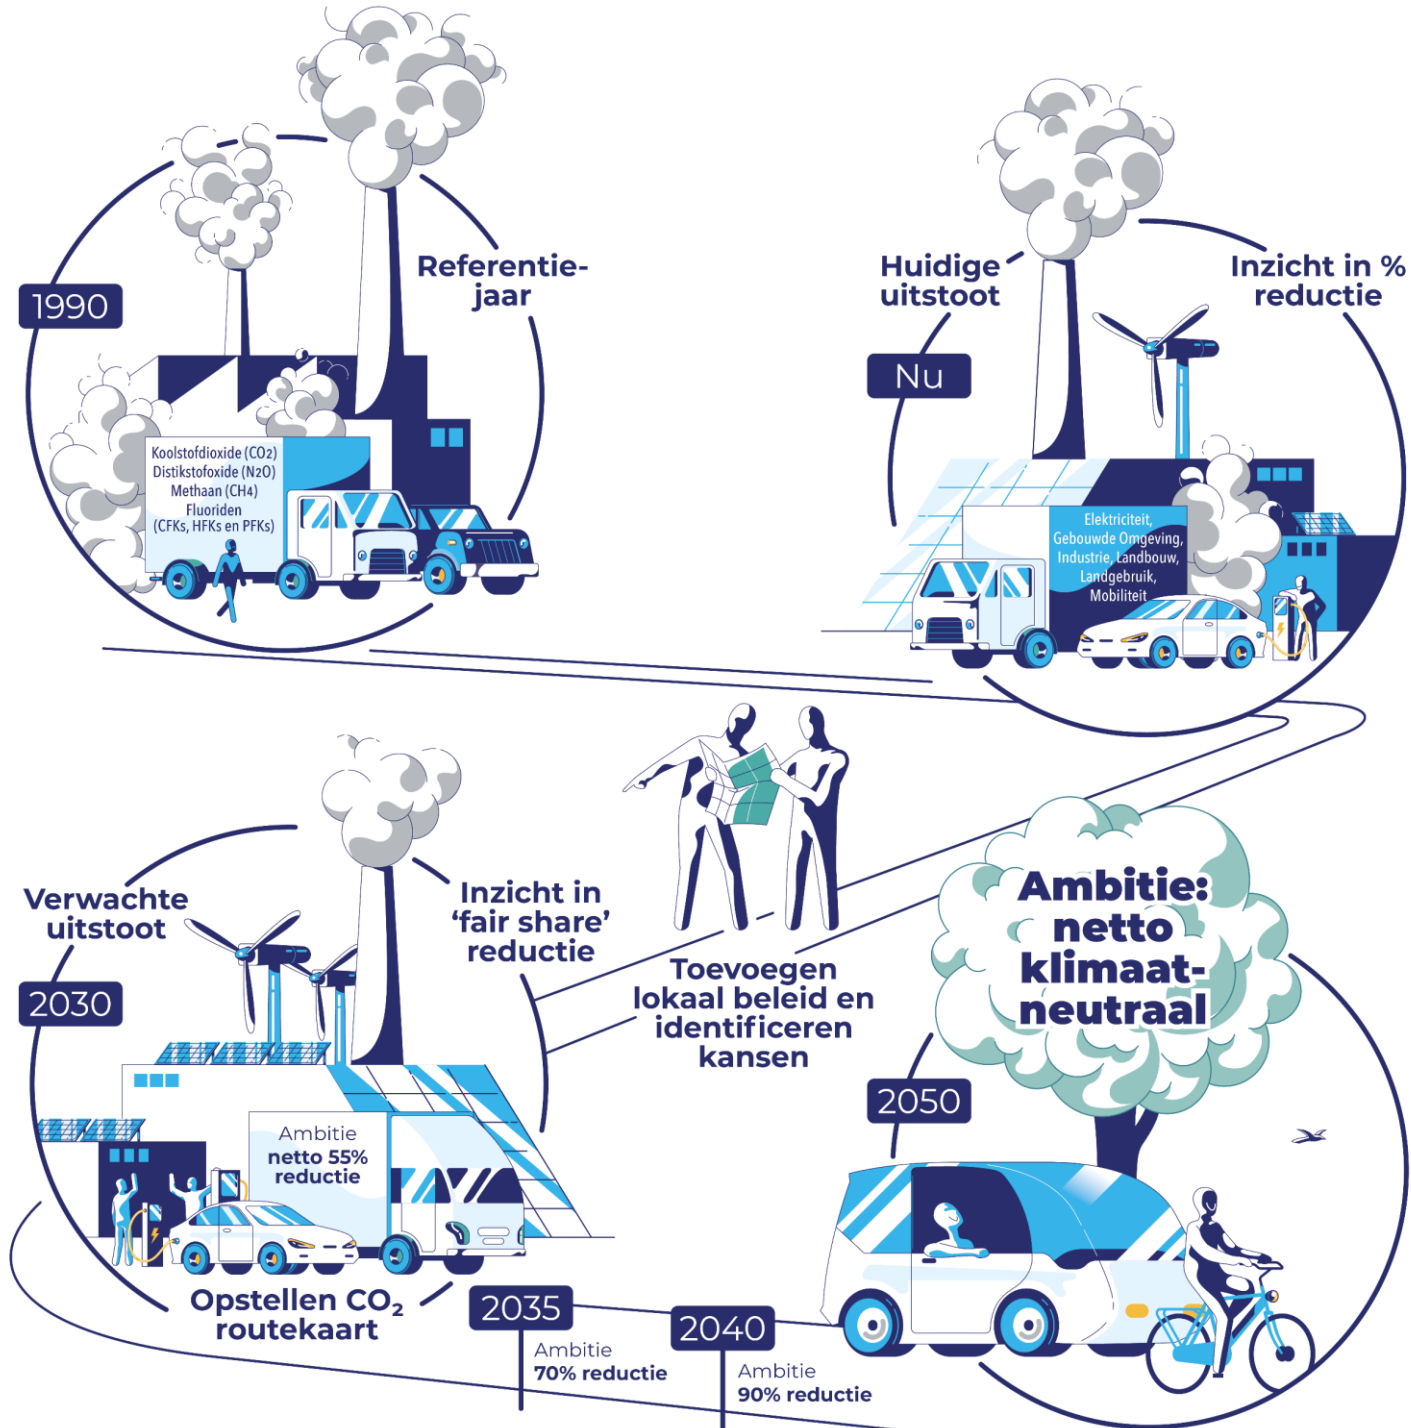 1990
Referentie-
jaar
Koolstofdioxide (CO₂)
Distikstofoxide (N2O)
Methaan (CH4)
Fluoriden
(CFKs, HFKs en PFKs)
Huidige
uitstoot
Inzicht in %
reductie
Nu
Elektriciteit,
Gebouwde Omgeving,
Industrie, Landbouw,
Landgebruik,
Mobiliteit
Verwachte
uitstoot
2030
Inzicht in
‘fair share’
reductie
Ambitie
netto 55%
reductie
Opstellen CO₂
routekaart
Toevoegen
lokaal beleid en
identificeren
kansen
2035
Ambitie
70% reductie
2040
Ambitie
90% reductie
Ambitie:
netto
klimaat-
neutraal
2050